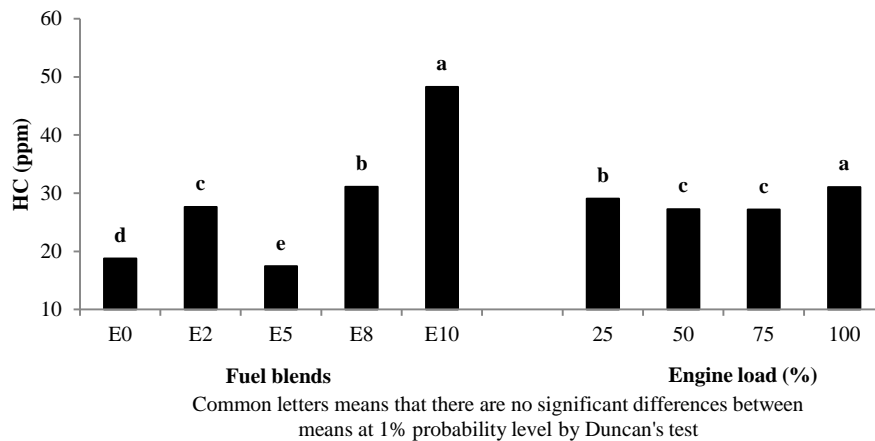 HC (ppm)
60
50
40
30
20
10
d
c
e
b
a
b
c
c
a
E0 E2 E5 E8 E10 25 50 75 100
Fuel blends Engine load (%)
Common letters means that there are no significant differences between
means at 1% probability level by Duncan's test